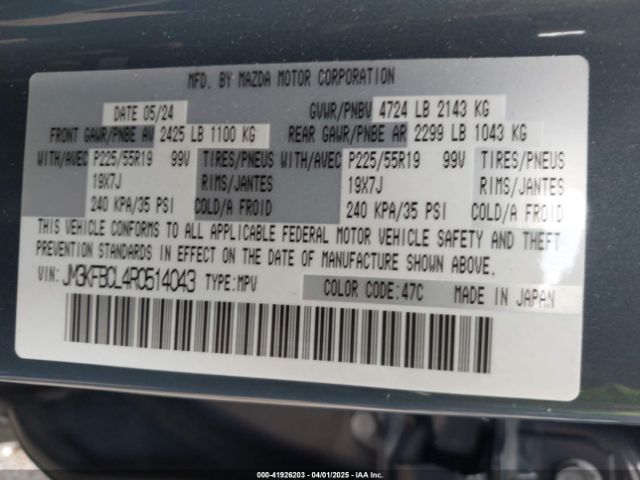 MFD. BY MAZDA MOTOR CORPORATION
DATE 05/24 GVWR/PNBV 4724 LB 2143 KG
FRONT GAWR/PNBE AV 2425 LB 1100 KG REAR GAWR/PNBE AR 2299 LB 1043 KG
WITH/AVEC P225/55R19 99V TIRES/PNEUS WITH/AVEC P225/55R19 99V TIRES/PNEUS
19X7J RIMS/JANTES 19X7J RIMS/JANTES
240 KPA/35 PSI COLD/A FROID 240 KPA/35 PSI COLD/A FROID
THIS VEHICLE CONFORMS TO ALL APPLICABLE FEDERAL MOTOR VEHICLE SAFETY AND THEFT
PREVENTION STANDARDS IN EFFECT ON THE DATE OF MANUFACTURE SHOWN ABOVE.
VIN: JM3KFBCL4R0514043 TYPE: MPV COLOR CODE: 47C MADE IN JAPAN
000-41926203 - 04/01/2025 - IAA Inc.